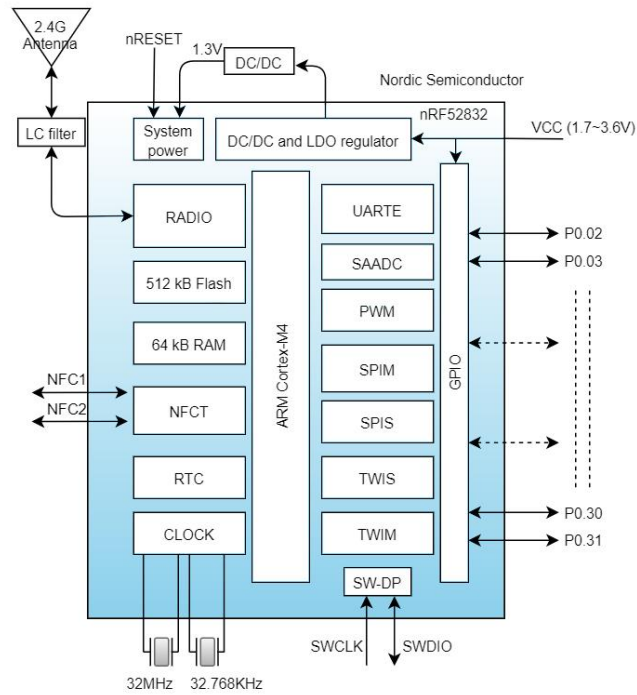 2.4G
Antenna
nRESET
1.3V
DC/DC
Nordic Semiconductor
nRF52832
LC filter
System
power
DC/DC and LDO regulator
VCC (1.7~3.6V)
RADIO
UARTE
P0.02
SAADC
P0.03
512 kB Flash
PWM
64 kB RAM
ARM Cortex-M4
SPIM
GPIO
NFC1
NFC2
NFCT
SPIS
RTC
TWIS
P0.30
CLOCK
TWIM
P0.31
SW-DP
SWCLK
SWDIO
32MHz
32.768KHz